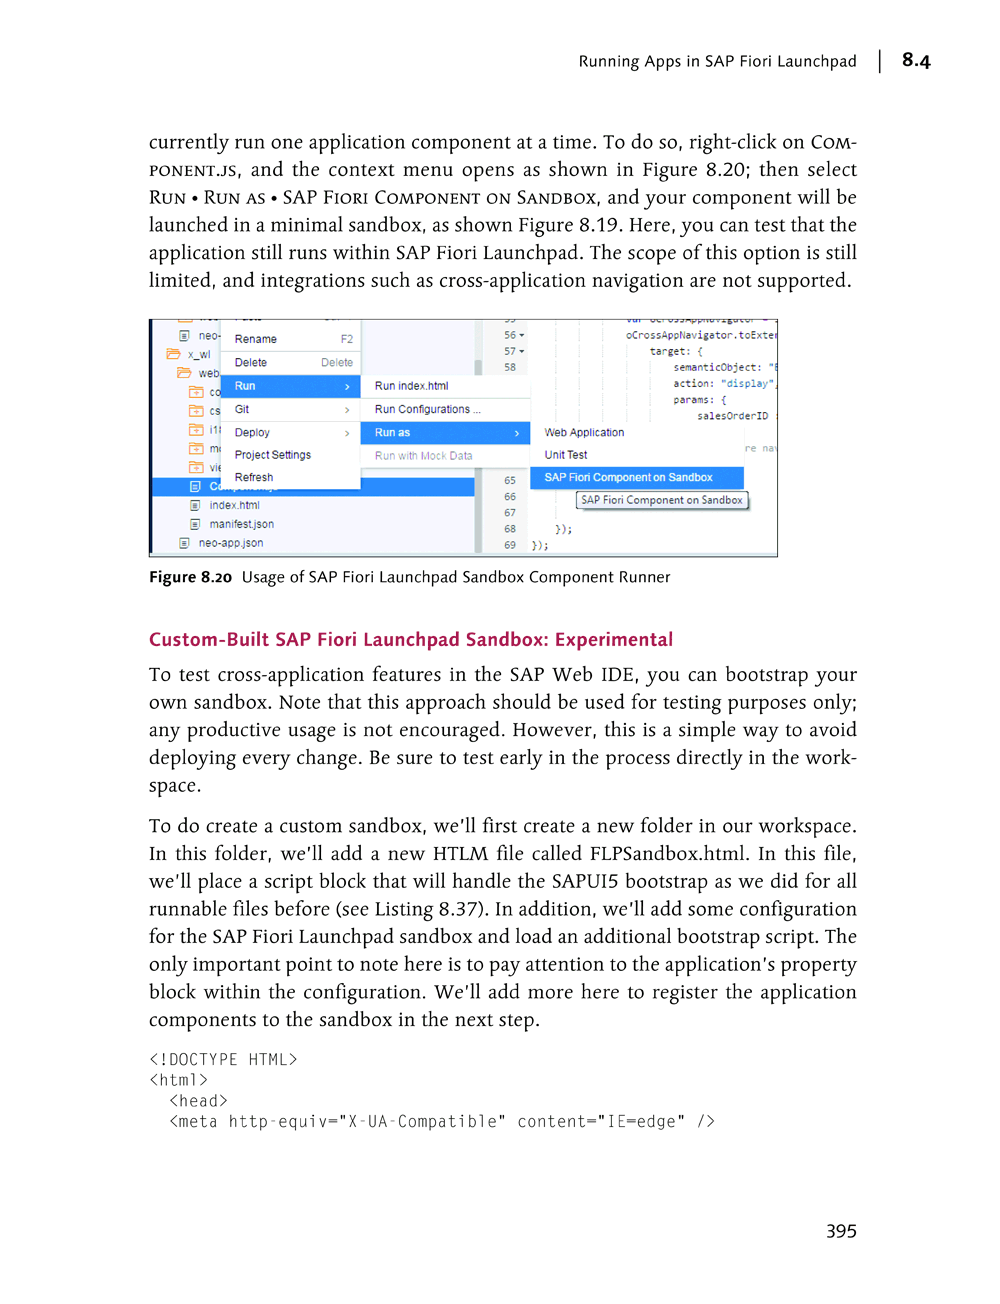 Running Apps in SAP Fiori Launchpad | 8.4
currently run one application component at a time. To do so, right-click on COM-
PONENT.JS, and the context menu opens as shown in Figure 8.20; then select
RUN • RUN AS • SAP FIORI COMPONENT ON SANDBOX, and your component will be
launched in a minimal sandbox, as shown Figure 8.19. Here, you can test that the
application still runs within SAP Fiori Launchpad. The scope of this option is still
limited, and integrations such as cross-application navigation are not supported.
neo-
x_wl
web
Rename F2
Delete Delete
Run >
Git >
Deploy >
Project Settings
Refresh
index.html
manifest.json
neo-app.json
Run index.html
Run Configurations ...
Run as >
Run with Mock Data
Web Application
Unit Test
SAP Fiori Component on Sandbox
SAP Fiori Component on Sandbox
56
57
58
65
66
67
68
69
oCrossAppNavigator.toExter
target: {
semanticObject: "
action: "display",
params: {
salesOrderID :
re na
});
});
Figure 8.20 Usage of SAP Fiori Launchpad Sandbox Component Runner
Custom-Built SAP Fiori Launchpad Sandbox: Experimental
To test cross-application features in the SAP Web IDE, you can bootstrap your
own sandbox. Note that this approach should be used for testing purposes only;
any productive usage is not encouraged. However, this is a simple way to avoid
deploying every change. Be sure to test early in the process directly in the work-
space.
To do create a custom sandbox, we'll first create a new folder in our workspace.
In this folder, we'll add a new HTLM file called FLPSandbox.html. In this file,
we'll place a script block that will handle the SAPUI5 bootstrap as we did for all
runnable files before (see Listing 8.37). In addition, we'll add some configuration
for the SAP Fiori Launchpad sandbox and load an additional bootstrap script. The
only important point to note here is to pay attention to the application's property
block within the configuration. We'll add more here to register the application
components to the sandbox in the next step.
<!DOCTYPE HTML>
<html>
<head>
<meta http-equiv="X-UA-Compatible" content="IE=edge" />
395